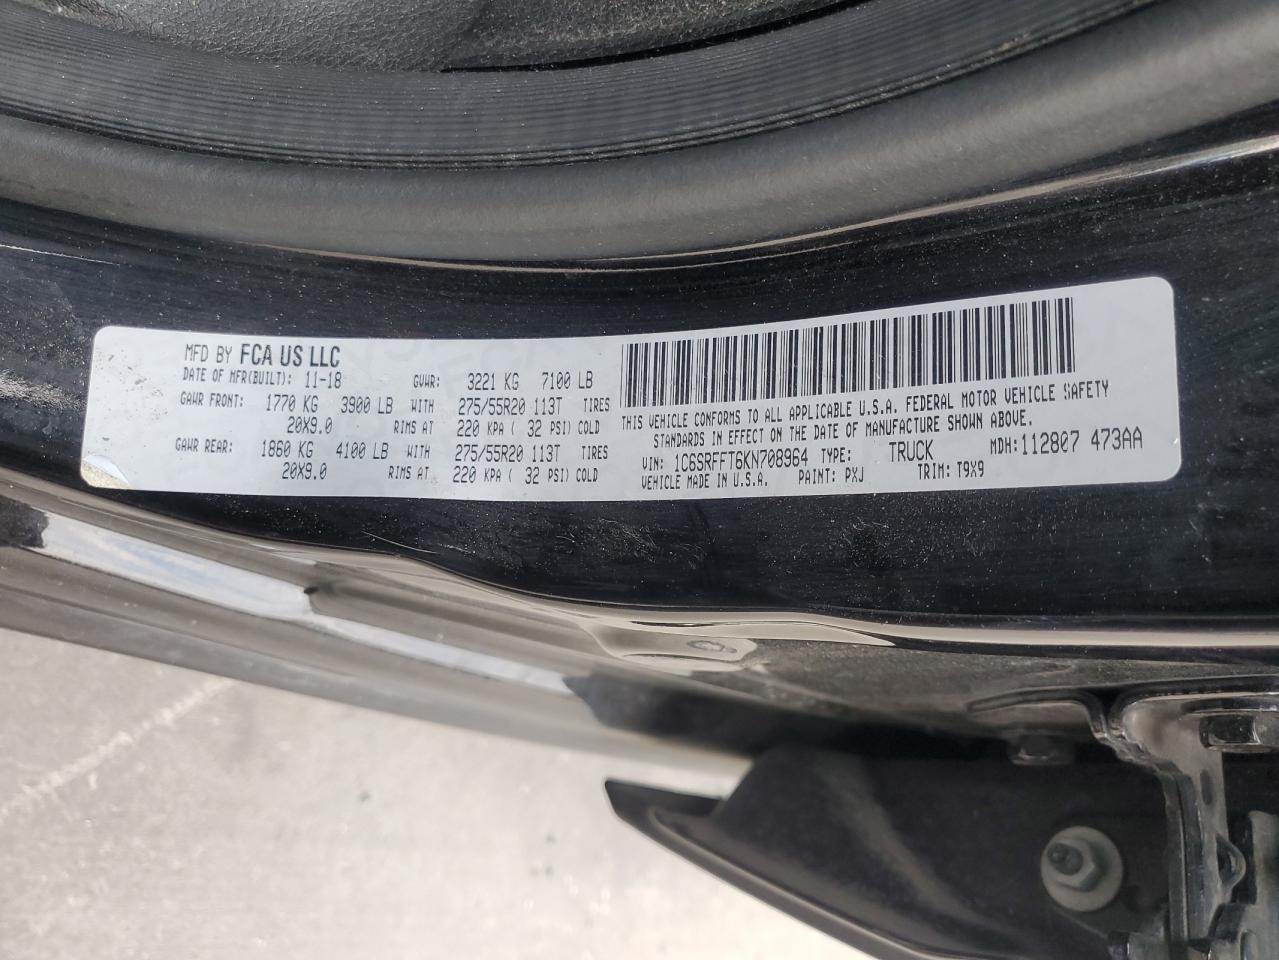 MFD BY FCA US LLC
DATE OF MFR(BUILT): 11-18 GVWR: 3221 KG 7100 LB
GAWR FRONT: 1770 KG 3900 LB WITH 275/55R20 113T TIRES
20X9.0 RIMS AT 220 KPA ( 32 PSI) COLD
GAWR REAR: 1860 KG 4100 LB WITH 275/55R20 113T TIRES
20X9.0 RIMS AT 220 KPA ( 32 PSI) COLD
THIS VEHICLE CONFORMS TO ALL APPLICABLE U.S.A. FEDERAL MOTOR VEHICLE SAFETY
STANDARDS IN EFFECT ON THE DATE OF MANUFACTURE SHOWN ABOVE.
VIN: 1C6SRFFT6KN708964 TYPE: TRUCK MDH: 112807 473AA
VEHICLE MADE IN U.S.A. PAINT: PXJ TRIM: T9X9